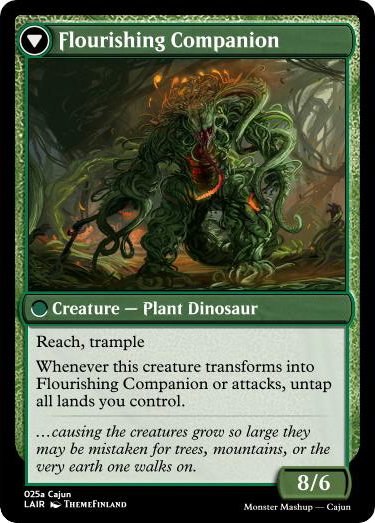 Flourishing Companion
Creature — Plant Dinosaur
Reach, trample
Whenever this creature transforms into
Flourishing Companion or attacks, untap
all lands you control.
…causing the creatures grow so large they
may be mistaken for trees, mountains, or the
very earth one walks on.
8/6
025a Cajun
LAIR ThemeFinland
Monster Mashup — Cajun